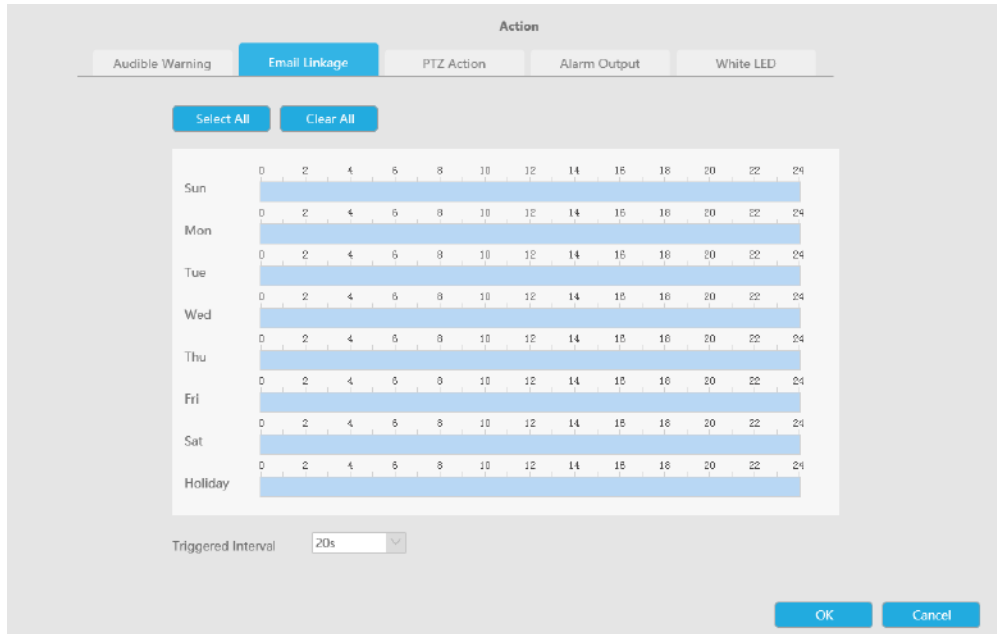 Action
Audible Warning Email Linkage PTZ Action Alarm Output White LED
Select All Clear All
0 2 4 6 8 10 12 14 16 18 20 22 24
Sun
0 2 4 6 8 10 12 14 16 18 20 22 24
Mon
0 2 4 6 8 10 12 14 16 18 20 22 24
Tue
0 2 4 6 8 10 12 14 16 18 20 22 24
Wed
0 2 4 6 8 10 12 14 16 18 20 22 24
Thu
0 2 4 6 8 10 12 14 16 18 20 22 24
Fri
0 2 4 6 8 10 12 14 16 18 20 22 24
Sat
0 2 4 6 8 10 12 14 16 18 20 22 24
Holiday
Triggered Interval 20s
OK Cancel